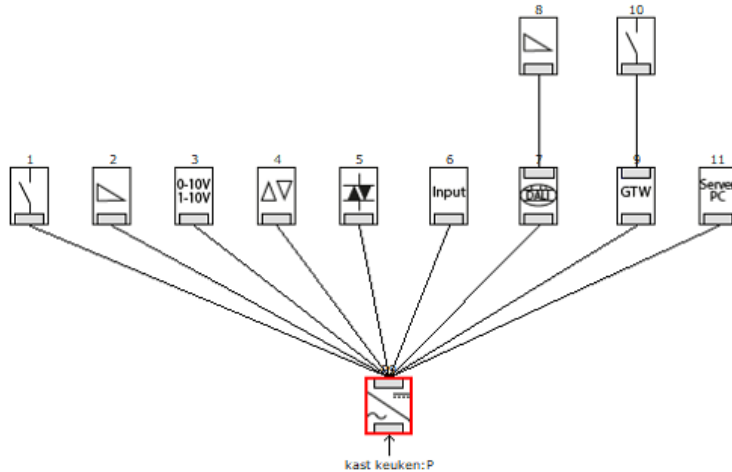 8
10
1
2
3
4
5
6
7
9
11
0-10V
1-10V
Input
DALI
GTW
Server
PC
kast keuken:P